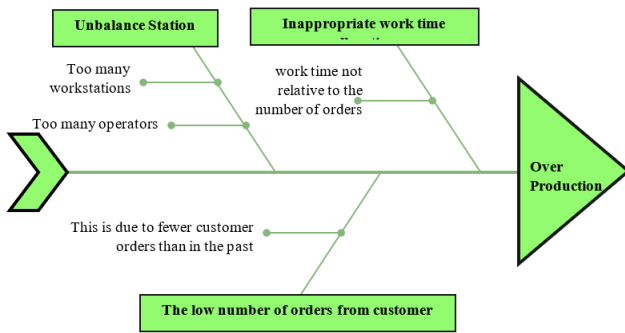 Unbalance Station
Inappropriate work time
Too many
workstations
Too many operators
work time not
relative to the
number of orders
Over
Production
This is due to fewer customer
orders than in the past
The low number of orders from customer